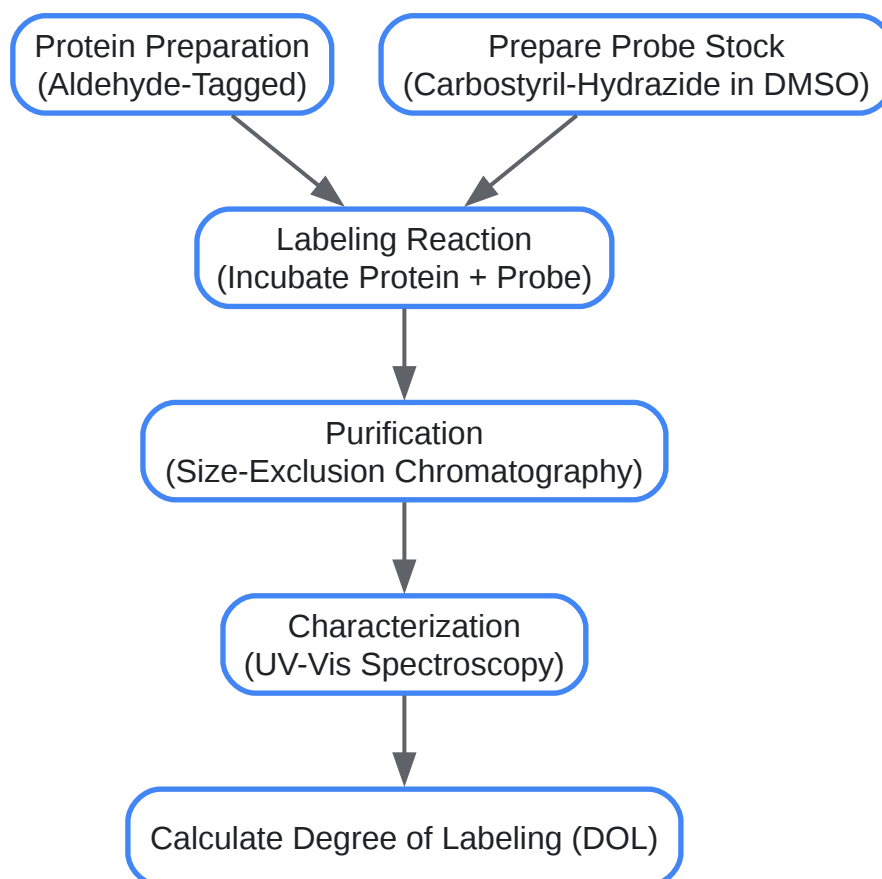 Protein Preparation
(Aldehyde-Tagged)
Prepare Probe Stock
(Carbostyril-Hydrazide in DMSO)
Labeling Reaction
(Incubate Protein + Probe)
Purification
(Size-Exclusion Chromatography)
Characterization
(UV-Vis Spectroscopy)
Calculate Degree of Labeling (DOL)